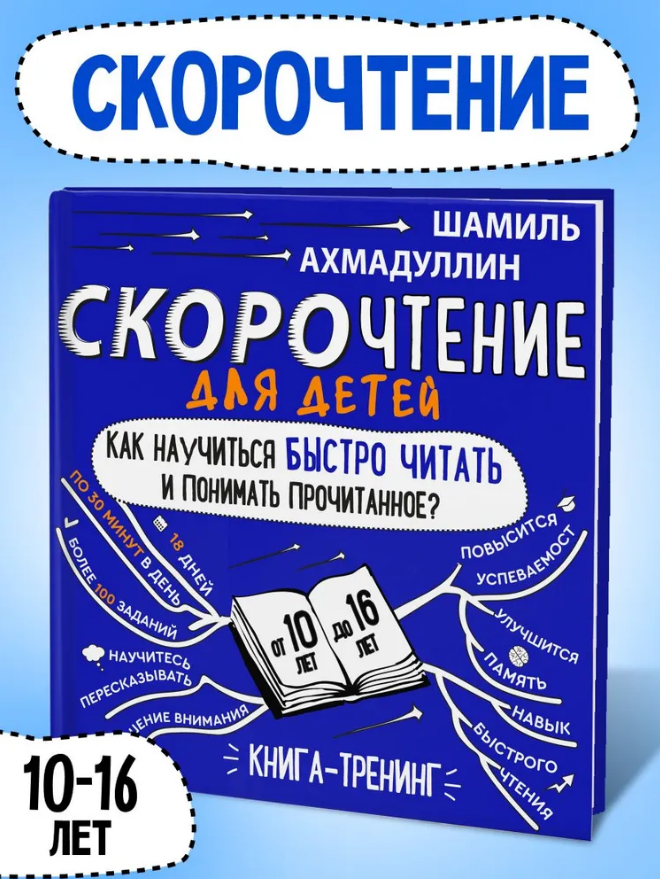 СКОРОЧТЕНИЕ
ШАМИЛЬ
АХМАДУЛЛИН
СКОРОЧТЕНИЕ
ДЛЯ ДЕТЕЙ
КАК НАУЧИТЬСЯ БЫСТРО ЧИТАТЬ
И ПОНИМАТЬ ПРОЧИТАННОЕ?
18 ДНЕЙ
ПО 30 МИНУТ В ДЕНЬ
БОЛЕЕ 100 ЗАДАНИЙ
НАУЧИТЕСЬ
ПЕРЕСКАЗЫВАТЬ
ВНИМАНИЯ
ОТ 10 ЛЕТ
ДО 16 ЛЕТ
ПОВЫСИТСЯ
УСПЕВАЕМОСТ
УЛУЧШИТСЯ
ПАМЯТЬ
НАВЫК
БЫСТРОГО
ЧТЕНИЯ
КНИГА-ТРЕНИНГ
10-16
ЛЕТ